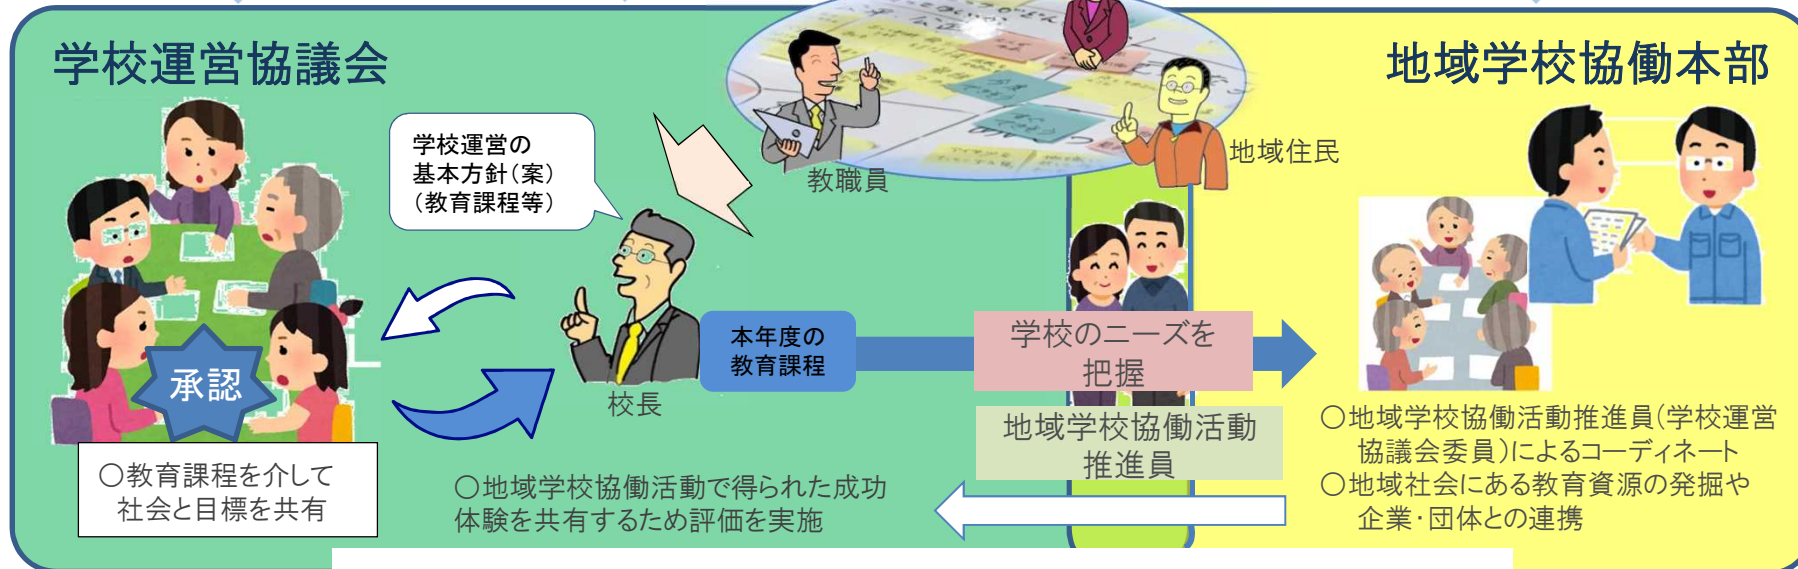 学校運営協議会
地域学校協働本部
学校運営の
基本方針(案)
(教育課程等)
教職員
地域住民
校長
本年度の
教育課程
学校のニーズを
把握
地域学校協働活動
推進員
承認
○教育課程を介して
社会と目標を共有
○地域学校協働活動で得られた成功
体験を共有するため評価を実施
○地域学校協働活動推進員(学校運営
協議会委員)によるコーディネート
○地域社会にある教育資源の発掘や
企業・団体との連携